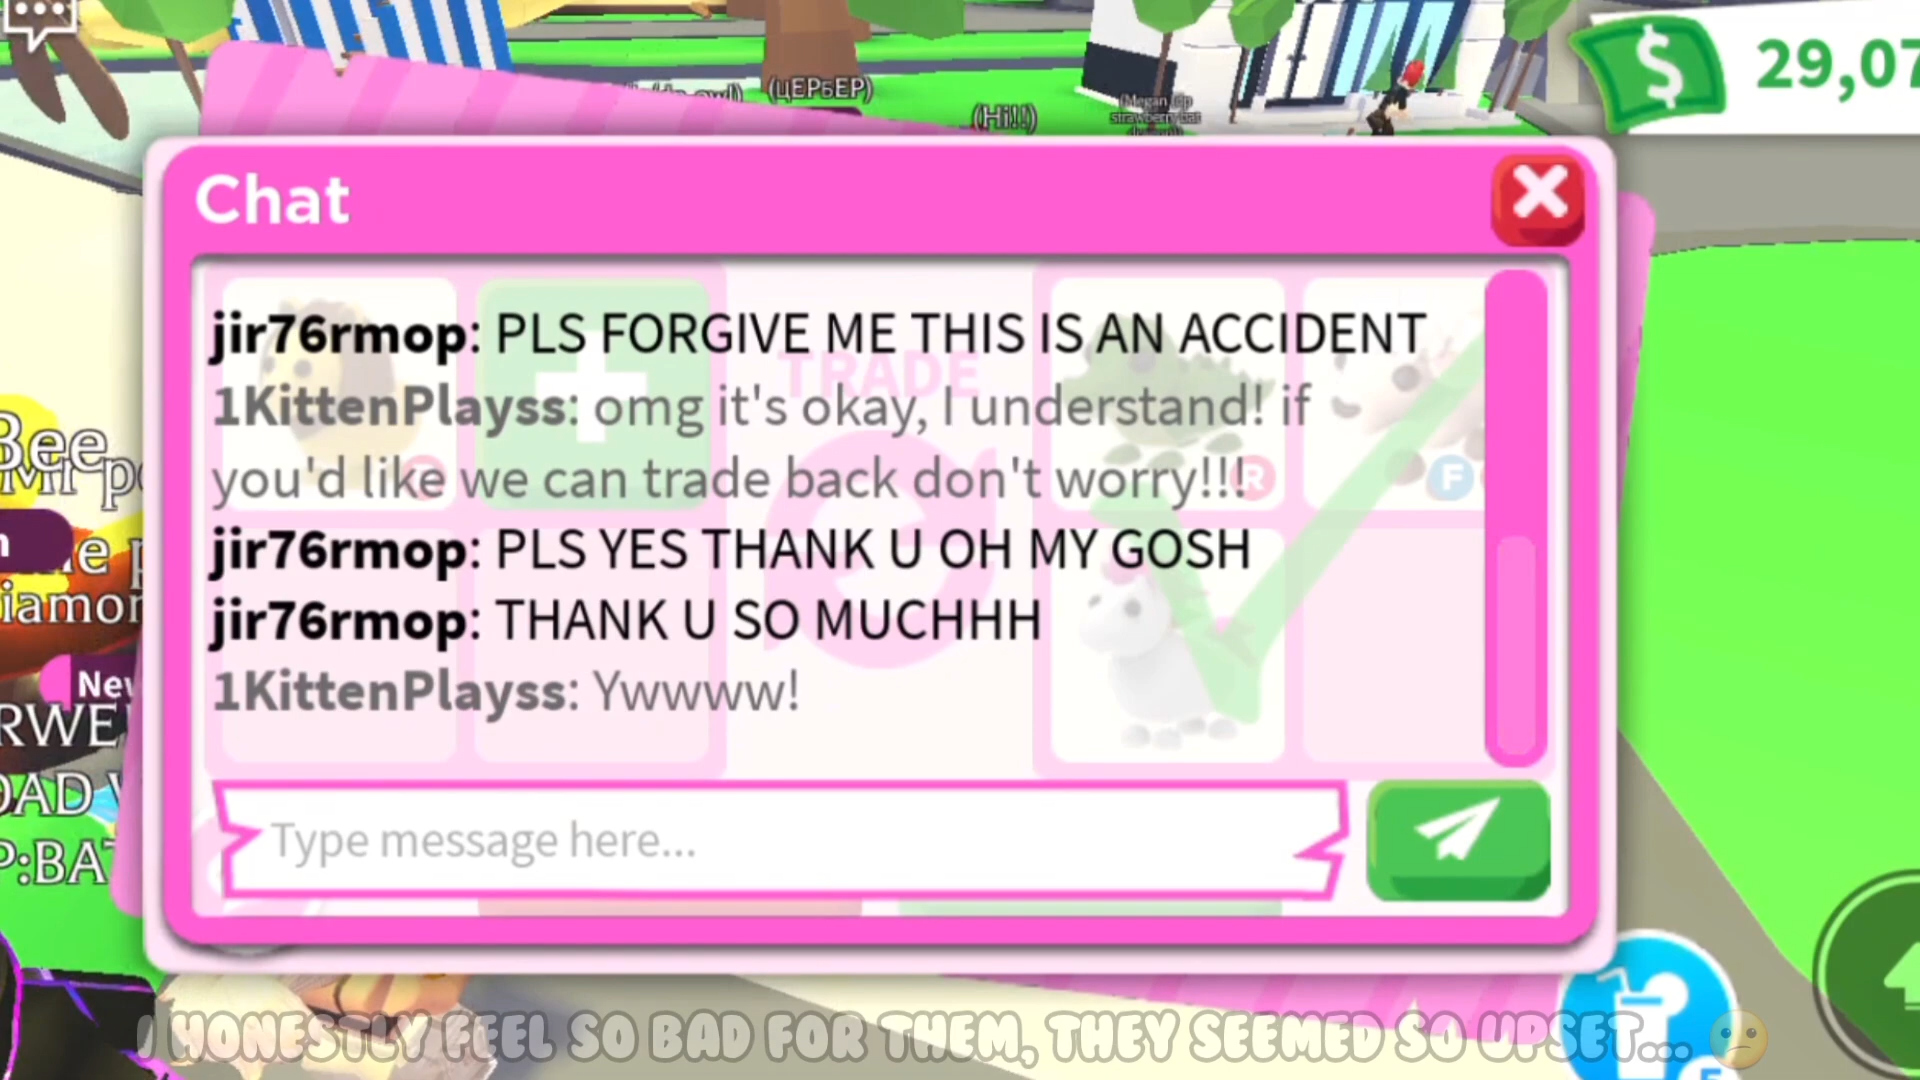 (цЕРбЕР)
(Hi!!)
29,07
Chat
jir76rmop: PLS FORGIVE ME THIS IS AN ACCIDENT
TRADE
1KittenPlayss: omg it's okay, I understand! if
you'd like we can trade back don't worry!!!
R
F
jir76rmop: PLS YES THANK U OH MY GOSH
jir76rmop: THANK U SO MUCHHH
1KittenPlayss: Ywwww!
Type message here...
Bee
I HONESTLY FEEL SO BAD FOR THEM, THEY SEEMED SO UPSET...